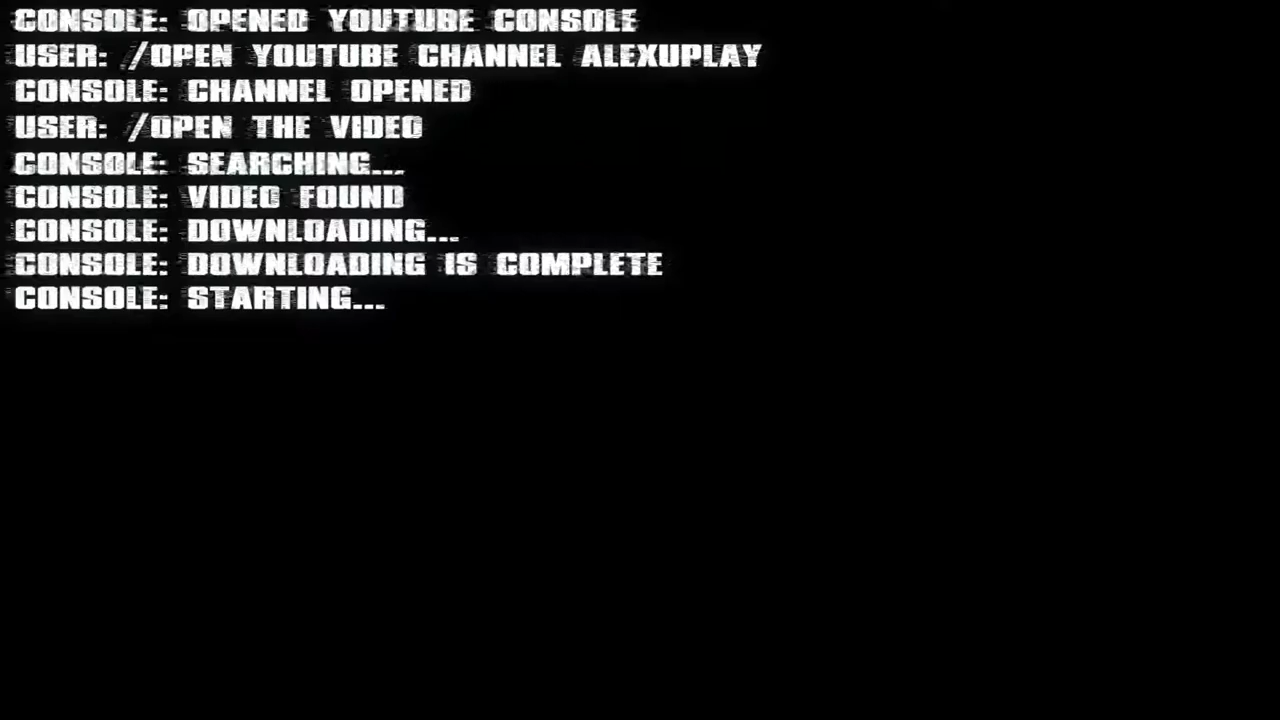 CONSOLE: OPENED YOUTUBE CONSOLE
USER: /OPEN YOUTUBE CHANNEL ALEXUPLAY
CONSOLE: CHANNEL OPENED
USER: /OPEN THE VIDEO
CONSOLE: SEARCHING...
CONSOLE: VIDEO FOUND
CONSOLE: DOWNLOADING...
CONSOLE: DOWNLOADING IS COMPLETE
CONSOLE: STARTING...